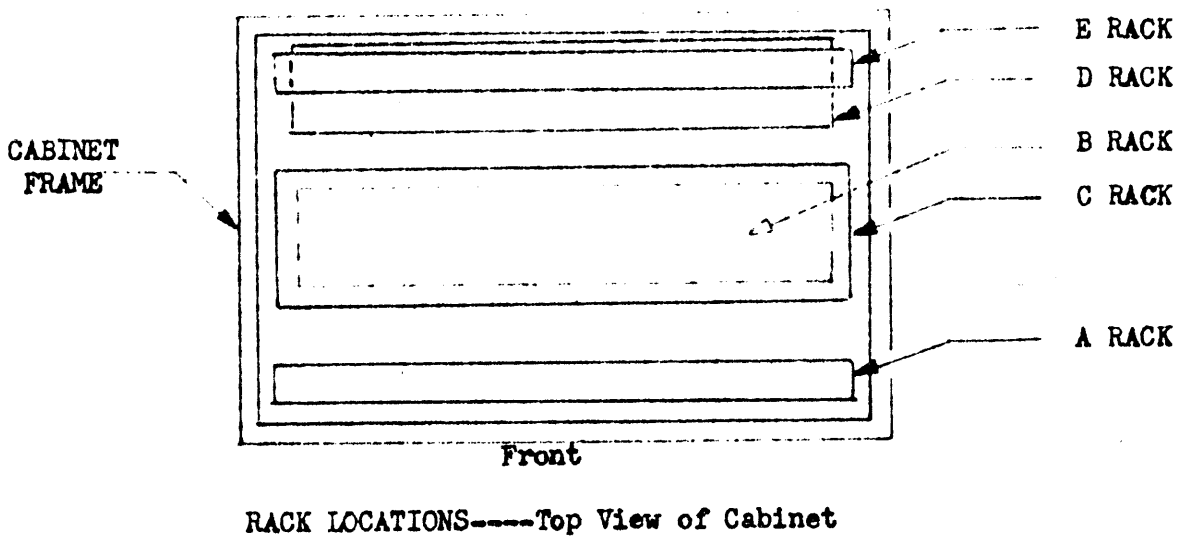 E RACK
D RACK
B RACK
C RACK
A RACK
CABINET
FRAME
Front
RACK LOCATIONS----Top View of Cabinet